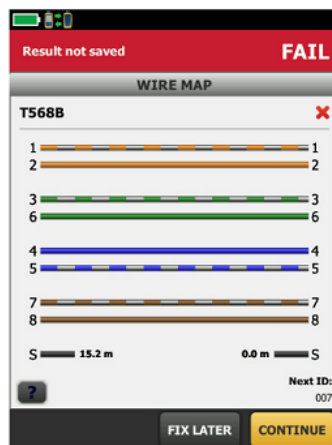 Result not saved FAIL
WIRE MAP
T568B
1 1
2 2
3 3
6 6
4 4
5 5
7 7
8 8
S 15.2 m 0.0 m S
? Next ID:
007
FIX LATER CONTINUE